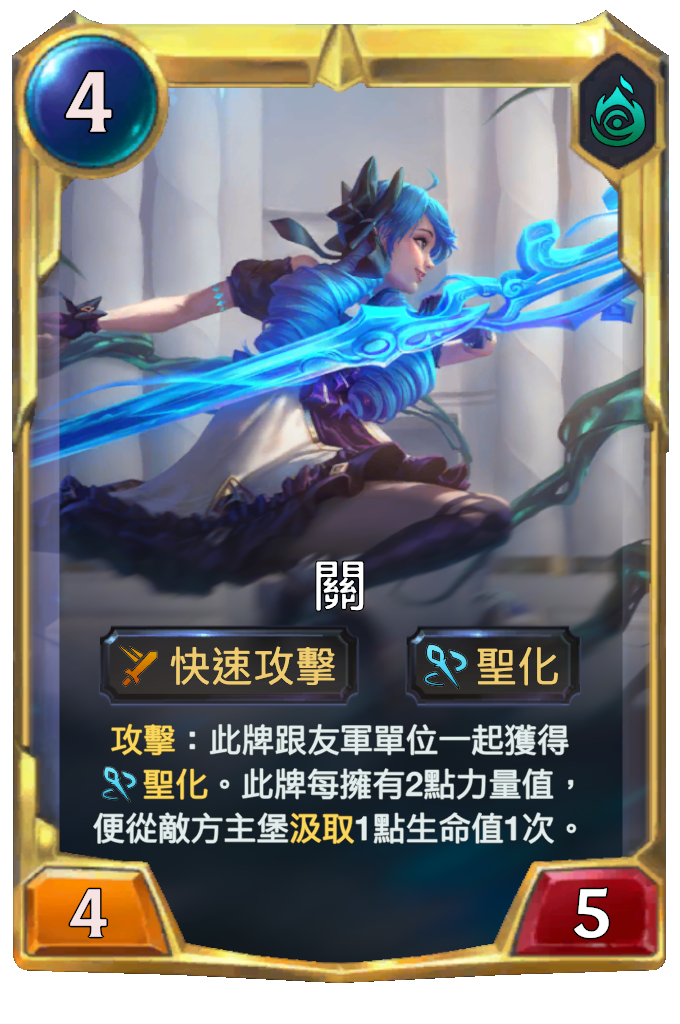 4
關
快速攻擊
聖化
攻擊：此牌跟友軍單位一起獲得
聖化。此牌每擁有2點力量值，
便從敵方主堡汲取1點生命值1次。
4
5